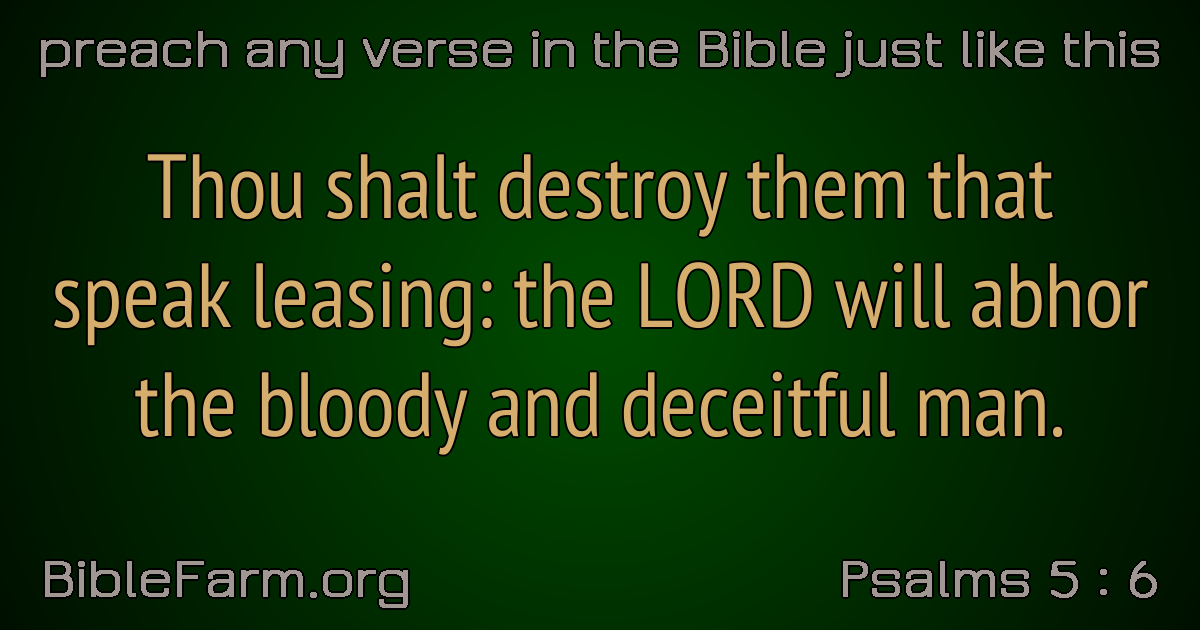 preach any verse in the Bible just like this
Thou shalt destroy them that
speak leasing: the LORD will abhor
the bloody and deceitful man.
BibleFarm.org
Psalms 5 : 6